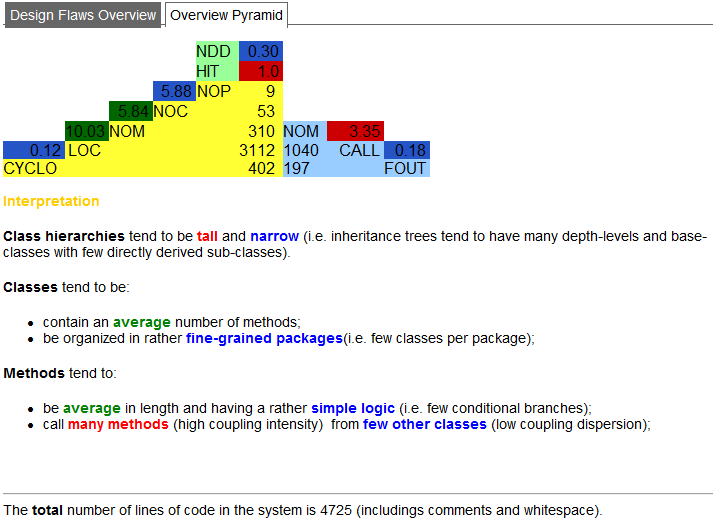 Design Flaws Overview Overview Pyramid
NDD 0.30
HIT 1.0
5.88 NOP 9
5.84 NOC 53
10.03 NOM 310 NOM 3.35
0.12 LOC 3112 1040 CALL 0.18
CYCLO 402 197 FOUT
Interpretation
Class hierarchies tend to be tall and narrow (i.e. inheritance trees tend to have many depth-levels and base-
classes with few directly derived sub-classes).
Classes tend to be:
• contain an average number of methods;
• be organized in rather fine-grained packages(i.e. few classes per package);
Methods tend to:
• be average in length and having a rather simple logic (i.e. few conditional branches);
• call many methods (high coupling intensity) from few other classes (low coupling dispersion);
The total number of lines of code in the system is 4725 (includings comments and whitespace).